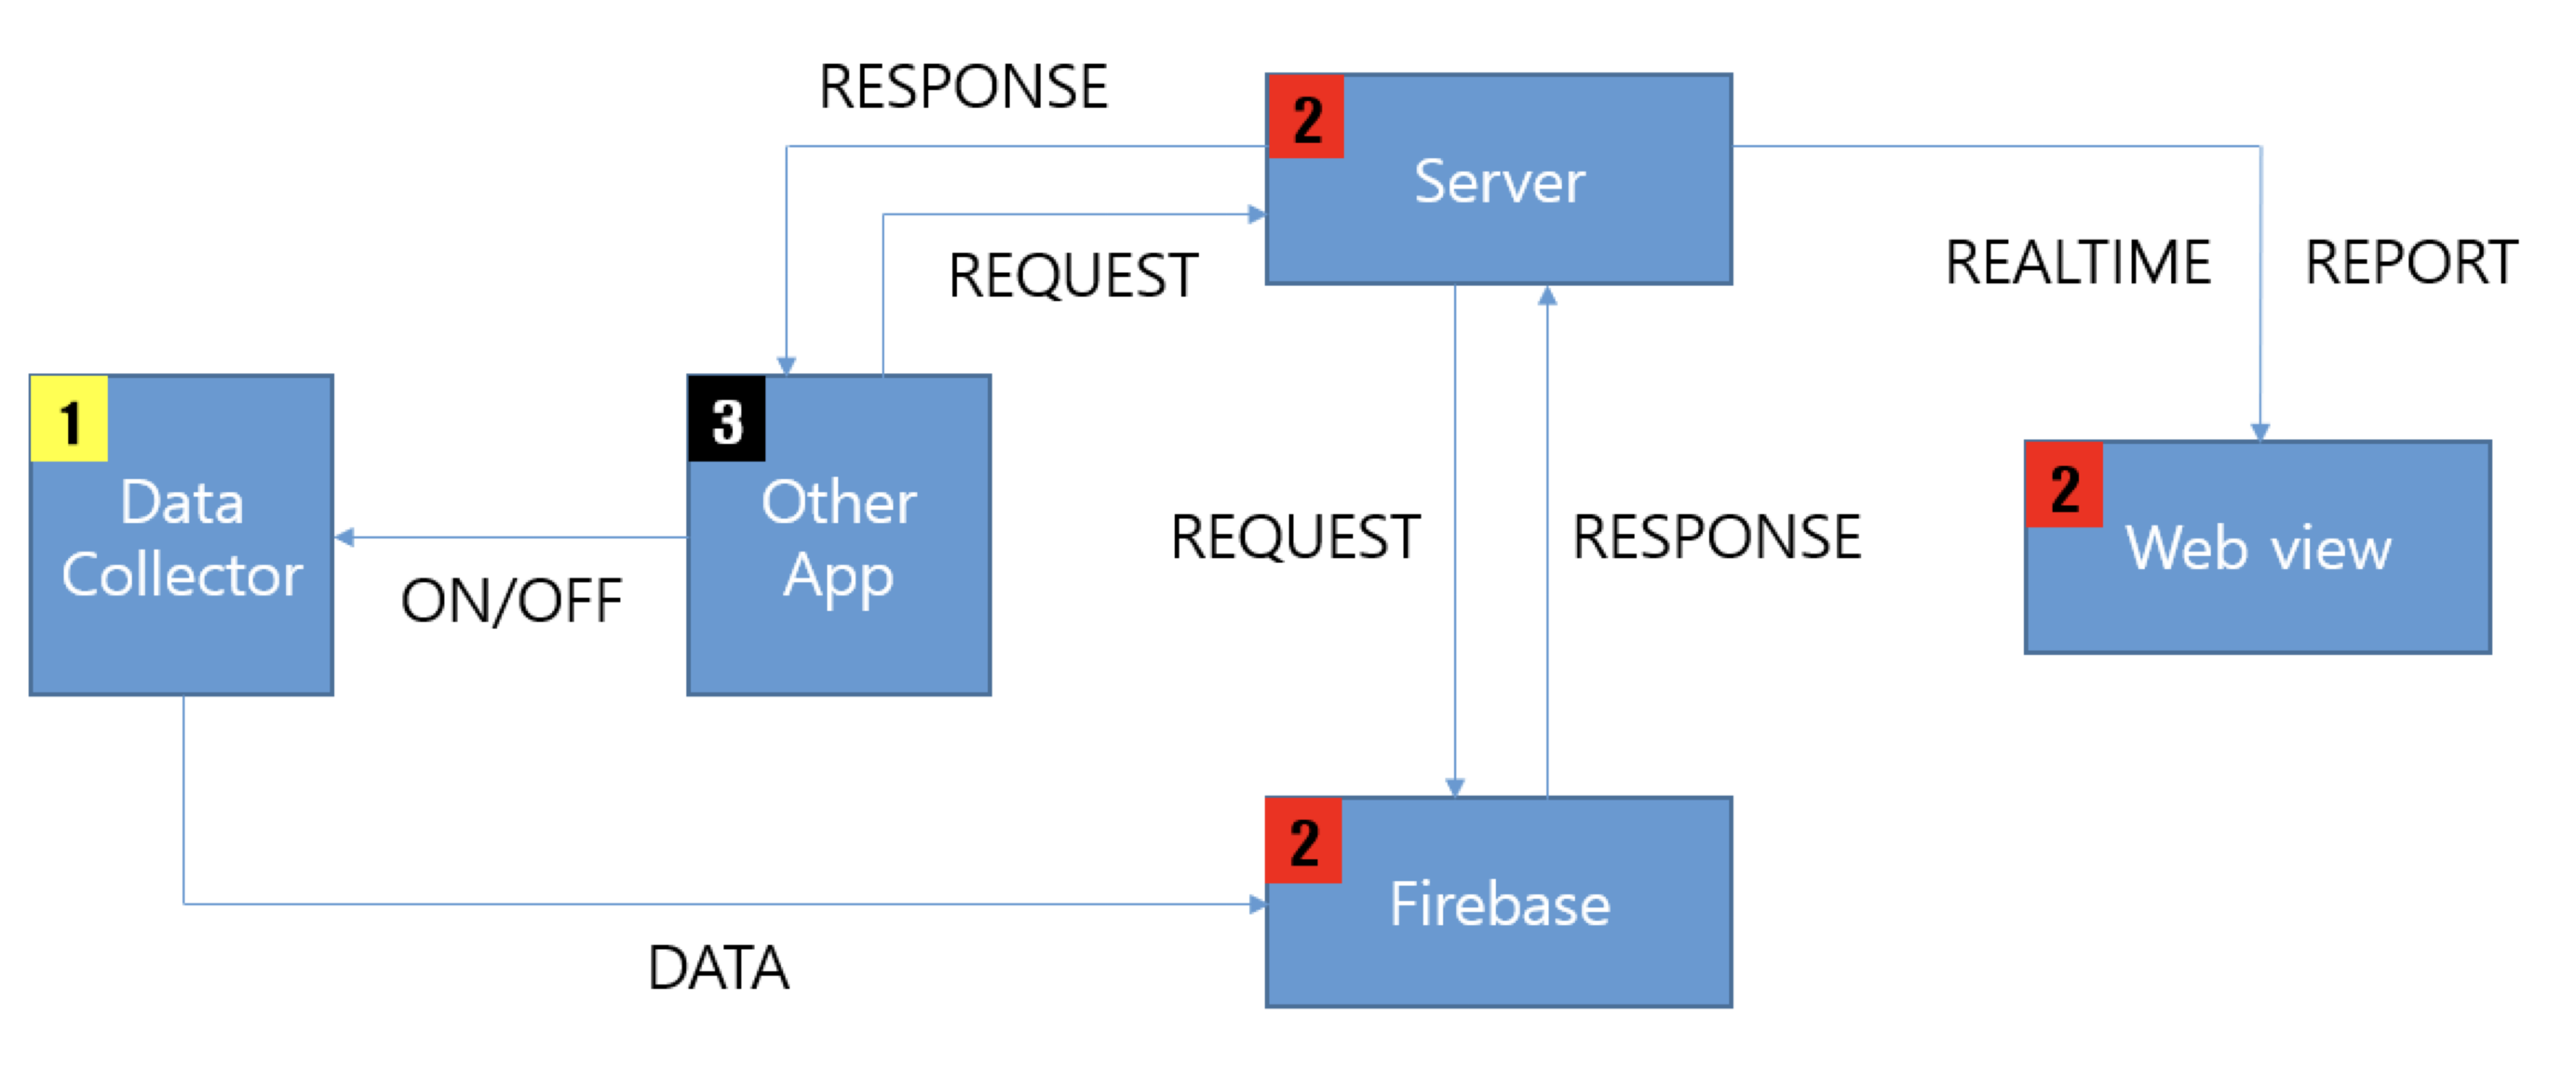 RESPONSE
2
Server
REQUEST
REALTIME
REPORT
1
Data
Collector
3
Other
App
ON/OFF
REQUEST
RESPONSE
2
Web view
2
Firebase
DATA